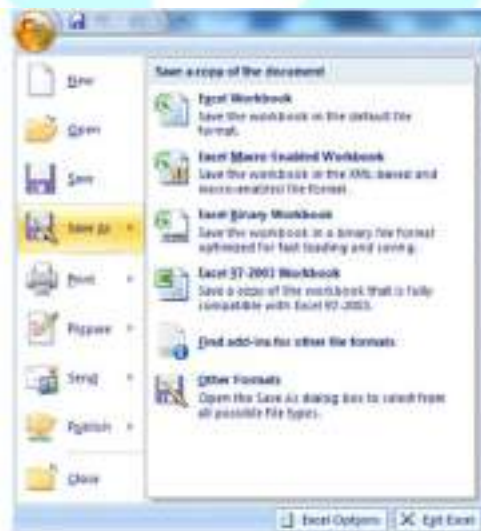 New
Open
Save
Save As
Print
Prepare
Send
Publish
Close
Save a copy of the document
Excel Workbook
Save the workbook in the default file
format.
Excel Macro-Enabled Workbook
Save the workbook in the XML-based and
macro-enabled file format.
Excel Binary Workbook
Save the workbook in a binary file format
optimized for fast loading and saving.
Excel 97-2003 Workbook
Save a copy of the workbook that is fully
compatible with Excel 97-2003.
Find add-ins for other file formats
Other Formats
Open the Save As dialog box to select from
all possible file types.
Excel Options
Exit Excel